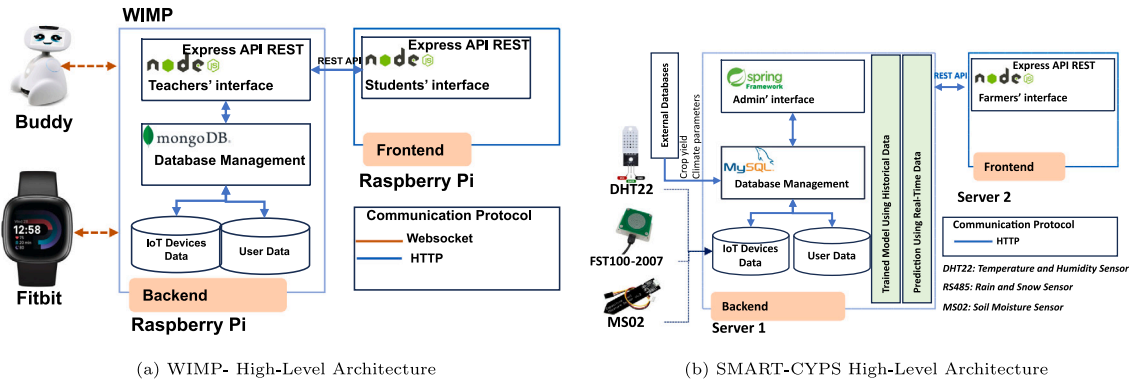 WIMP
Express API REST
node
JS
Teachers' interface
REST API
Express API REST
node
JS
Students' interface
Buddy
mongoDB.
Database Management
Frontend
Raspberry Pi
12:58
IoT Devices
Data
User Data
Communication Protocol
Websocket
HTTP
Fitbit
Backend
Raspberry Pi
(a) WIMP- High-Level Architecture
External Databases
spring
Framework
Admin' interface
Crop yield
Climate parameters
DHT22
MySQL
Database Management
FST100-2007
IoT Devices
Data
User Data
MS02
Backend
Server 1
Trained Model Using Historical Data
Prediction Using Real-Time Data
REST API
Express API REST
node
JS
Farmers' interface
Frontend
Server 2
Communication Protocol
HTTP
DHT22: Temperature and Humidity Sensor
RS485: Rain and Snow Sensor
MS02: Soil Moisture Sensor
(b) SMART-CYPS High-Level Architecture